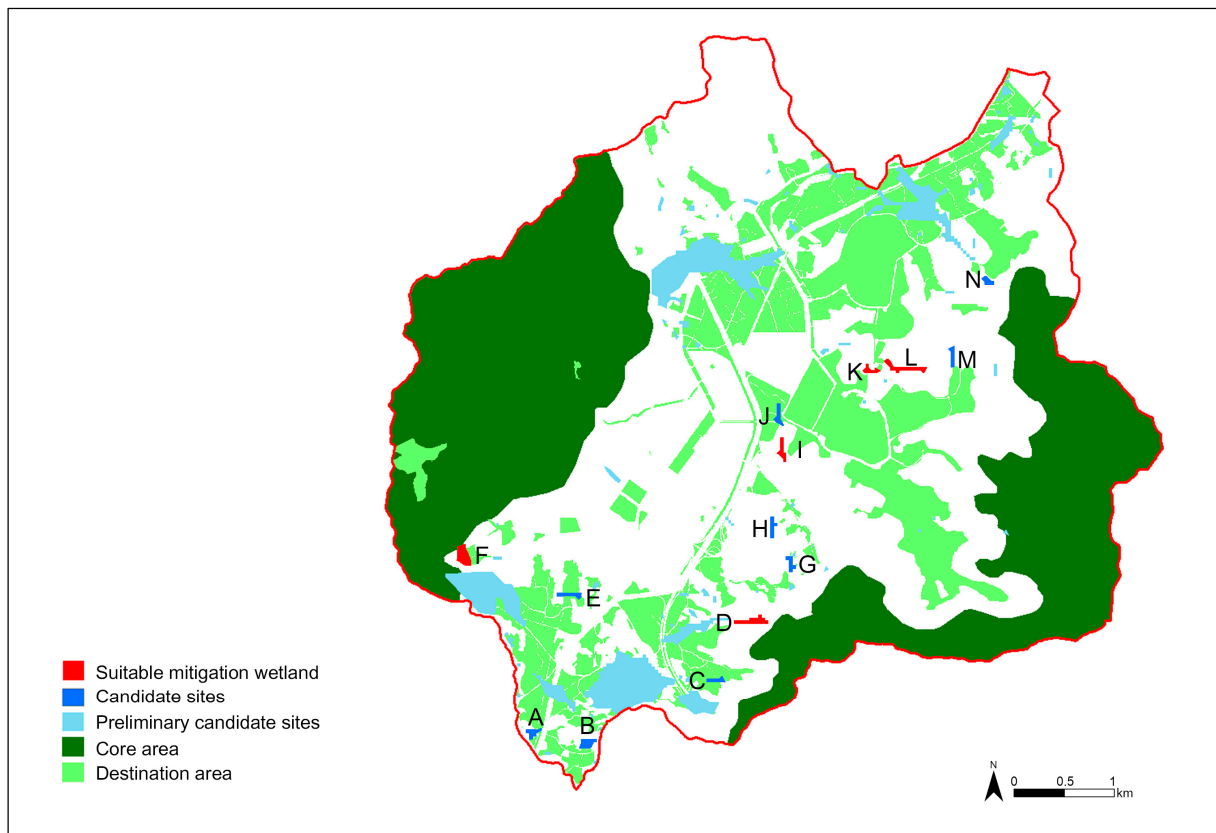 N
L
K
M
J
I
H
F
G
E
D
C
A
B
Suitable mitigation wetland
Candidate sites
Preliminary candidate sites
Core area
Destination area
N
0 0.5 1
km